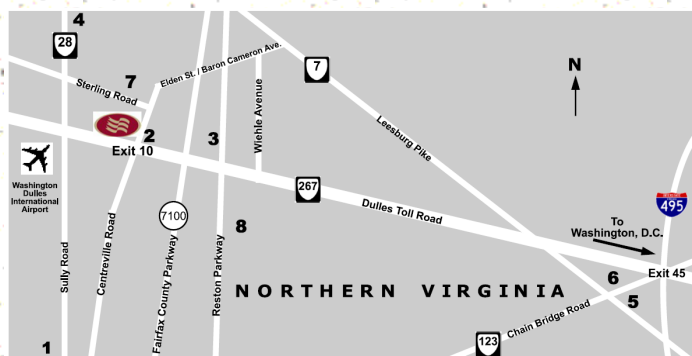 4
28
7
Sterling Road
Elden St. / Baron Cameron Ave.
7
N
Wiehle Avenue
Leesburg Pike
2
3
Exit 10
Washington
Dulles
International
Airport
267
Dulles Toll Road
495
To
Washington, D.C.
7100
8
Sully Road
Centreville Road
Fairfax County Parkway
Reston Parkway
6
Exit 45
NORTHERN VIRGINIA
5
Chain Bridge Road
123
1